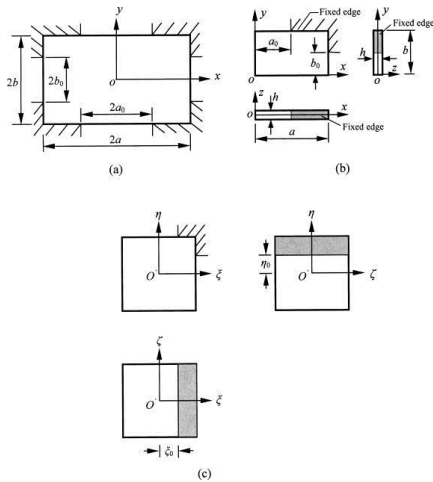 y
2b
2b₀
o
x
2a₀
2a
(a)
y
Fixed edge
a₀
b₀
o
x
y
Fixed edge
h
b
o
z
z
h
o
x
Fixed edge
a
(b)
η
O'
ξ
η
η₀
O'
ζ
ζ
O'
ξ
ξ₀
(c)